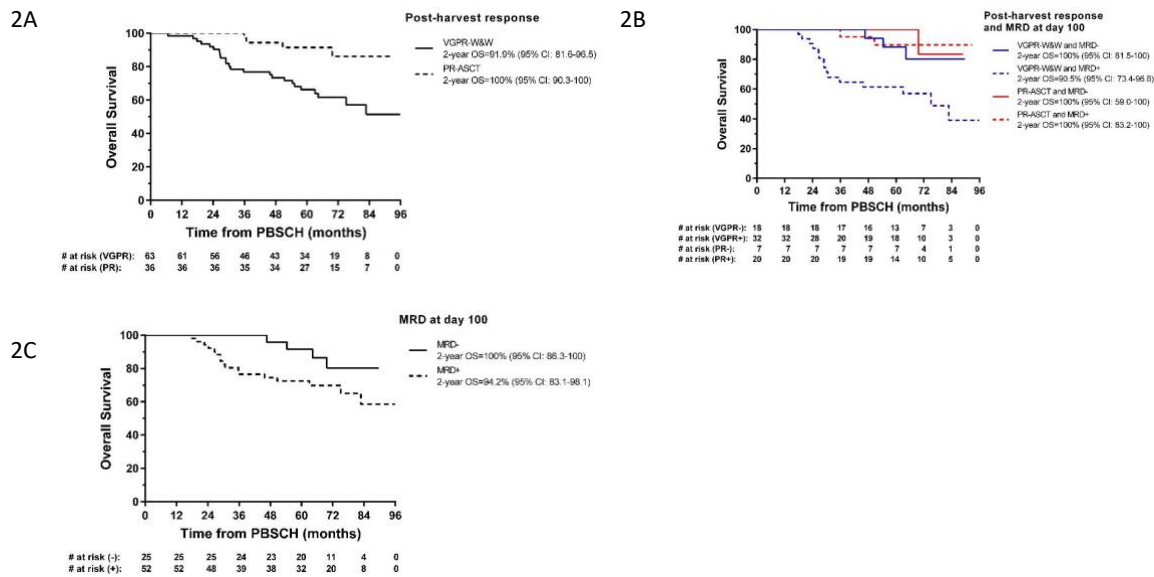 2A
Post-harvest response
VGPR-W&W
2-year OS=91.9% (95% CI: 81.6-96.5)
PR-ASCT
2-year OS=100% (95% CI: 90.3-100)
Overall Survival
100
80
60
40
20
0
0 12 24 36 48 60 72 84 96
Time from PBSCH (months)
# at risk (VGPR): 63 61 56 46 43 34 19 8 0
# at risk (PR): 36 36 36 35 34 27 15 7 0
2B
Post-harvest response
and MRD at day 100
VGPR-W&W and MRD-
2-year OS=100% (95% CI: 81.5-100)
VGPR-W&W and MRD+
2-year OS=90.5% (95% CI: 73.4-96.8)
PR-ASCT and MRD-
2-year OS=100% (95% CI: 59.0-100)
PR-ASCT and MRD+
2-year OS=100% (95% CI: 83.2-100)
Overall Survival
100
80
60
40
20
0
0 12 24 36 48 60 72 84 96
Time from PBSCH (months)
# at risk (VGPR-): 18 18 18 17 16 13 7 3 0
# at risk (VGPR+): 32 32 28 20 19 18 10 3 0
# at risk (PR-): 7 7 7 7 7 7 4 1 0
# at risk (PR+): 20 20 20 19 19 14 10 5 0
2C
MRD at day 100
MRD-
2-year OS=100% (95% CI: 86.3-100)
MRD+
2-year OS=94.2% (95% CI: 83.1-98.1)
Overall Survival
100
80
60
40
20
0
0 12 24 36 48 60 72 84 96
Time from PBSCH (months)
# at risk (-): 25 25 25 24 23 20 11 4 0
# at risk (+): 52 52 48 39 38 32 20 8 0